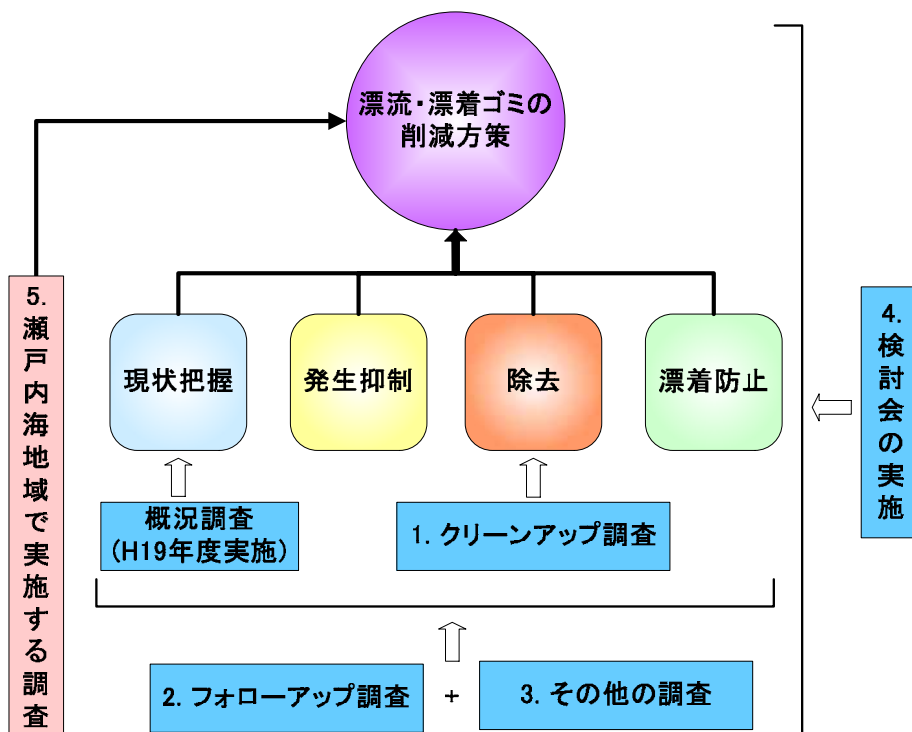 漂流・漂着ゴミの
削減方策
5.瀬戸内海地域で実施する調査
現状把握
発生抑制
除去
漂着防止
4.検討会の実施
概況調査
(H19年度実施)
1. クリーンアップ調査
2. フォローアップ調査
+
3. その他の調査